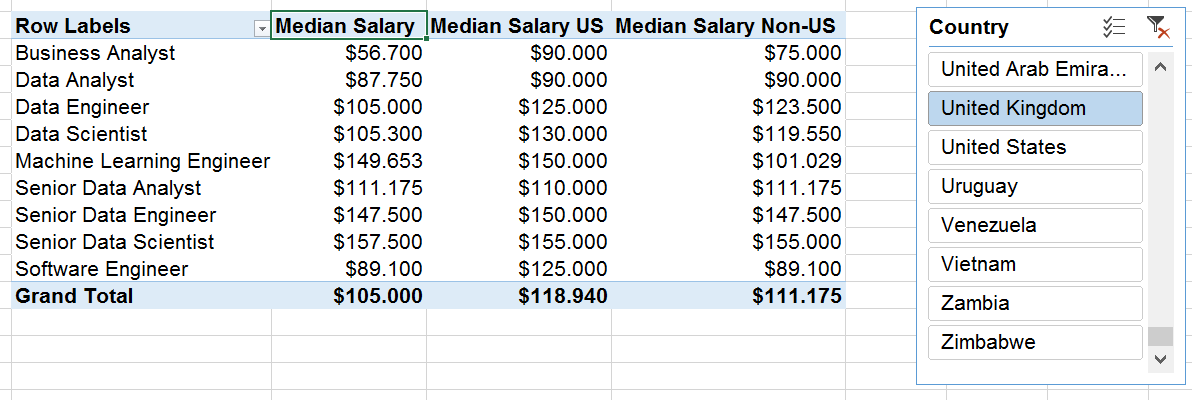 Row Labels Median Salary Median Salary US Median Salary Non-US
Business Analyst $56.700 $90.000 $75.000
Data Analyst $87.750 $90.000 $90.000
Data Engineer $105.000 $125.000 $123.500
Data Scientist $105.300 $130.000 $119.550
Machine Learning Engineer $149.653 $150.000 $101.029
Senior Data Analyst $111.175 $110.000 $111.175
Senior Data Engineer $147.500 $150.000 $147.500
Senior Data Scientist $157.500 $155.000 $155.000
Software Engineer $89.100 $125.000 $89.100
Grand Total $105.000 $118.940 $111.175
Country
United Arab Emira...
United Kingdom
United States
Uruguay
Venezuela
Vietnam
Zambia
Zimbabwe